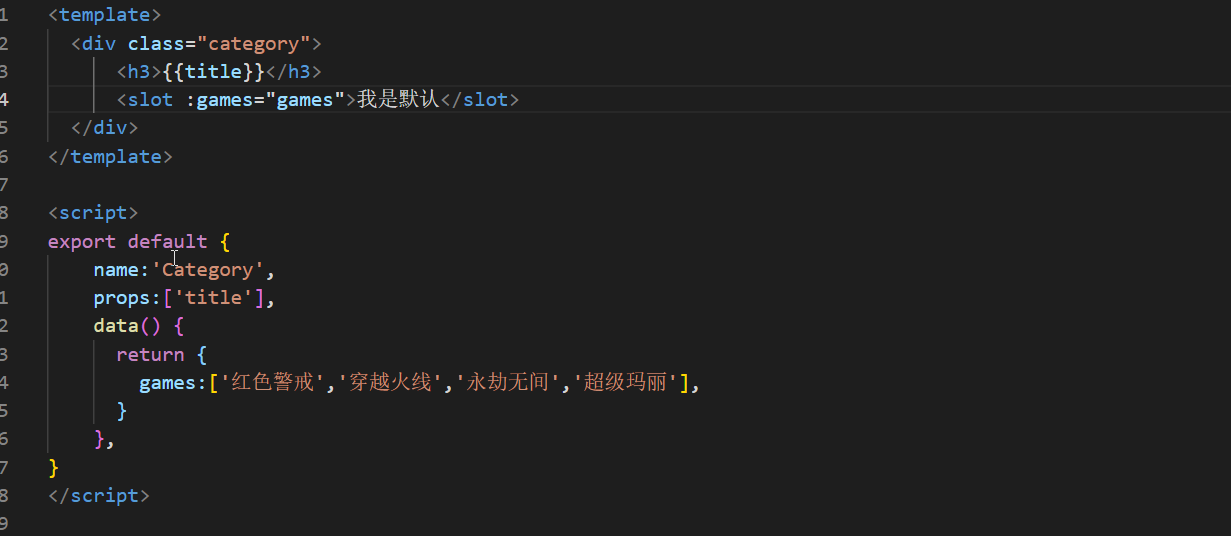 1 <template>
2 <div class="category">
3 <h3>{{title}}</h3>
4 <slot :games="games">我是默认</slot>
5 </div>
6 </template>
7
8 <script>
9 export default {
0 name:'Category',
1 props:['title'],
2 data() {
3 return {
4 games:['红色警戒','穿越火线','永劫无间','超级玛丽'],
5 }
6 },
7 }
8 </script>
9